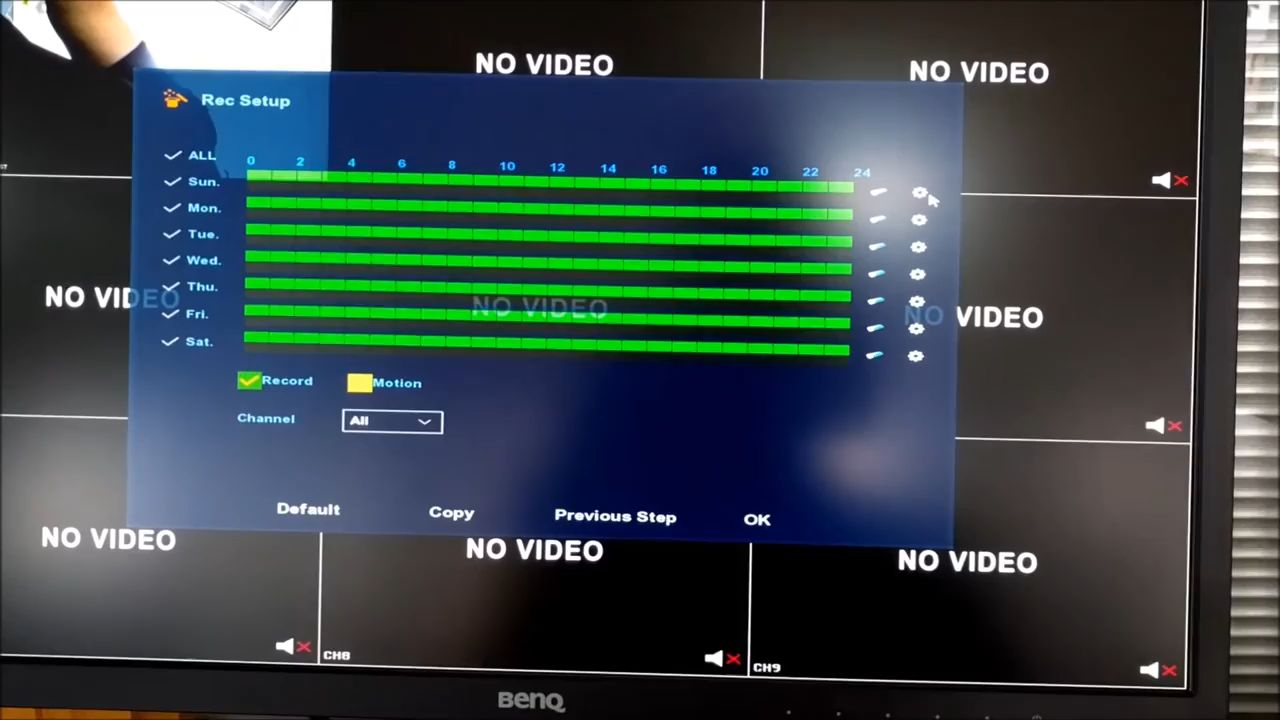 NO VIDEO
NO VIDEO
Rec Setup
ALL
0 2 4 6 8 10 12 14 16 18 20 22 24
Sun.
Mon.
Tue.
Wed.
Thu.
Fri.
Sat.
NO VIDEO
NO VIDEO
NO VIDEO
Record
Motion
Channel
All
Default
Copy
Previous Step
OK
NO VIDEO
NO VIDEO
NO VIDEO
CH8
CH9
BenQ